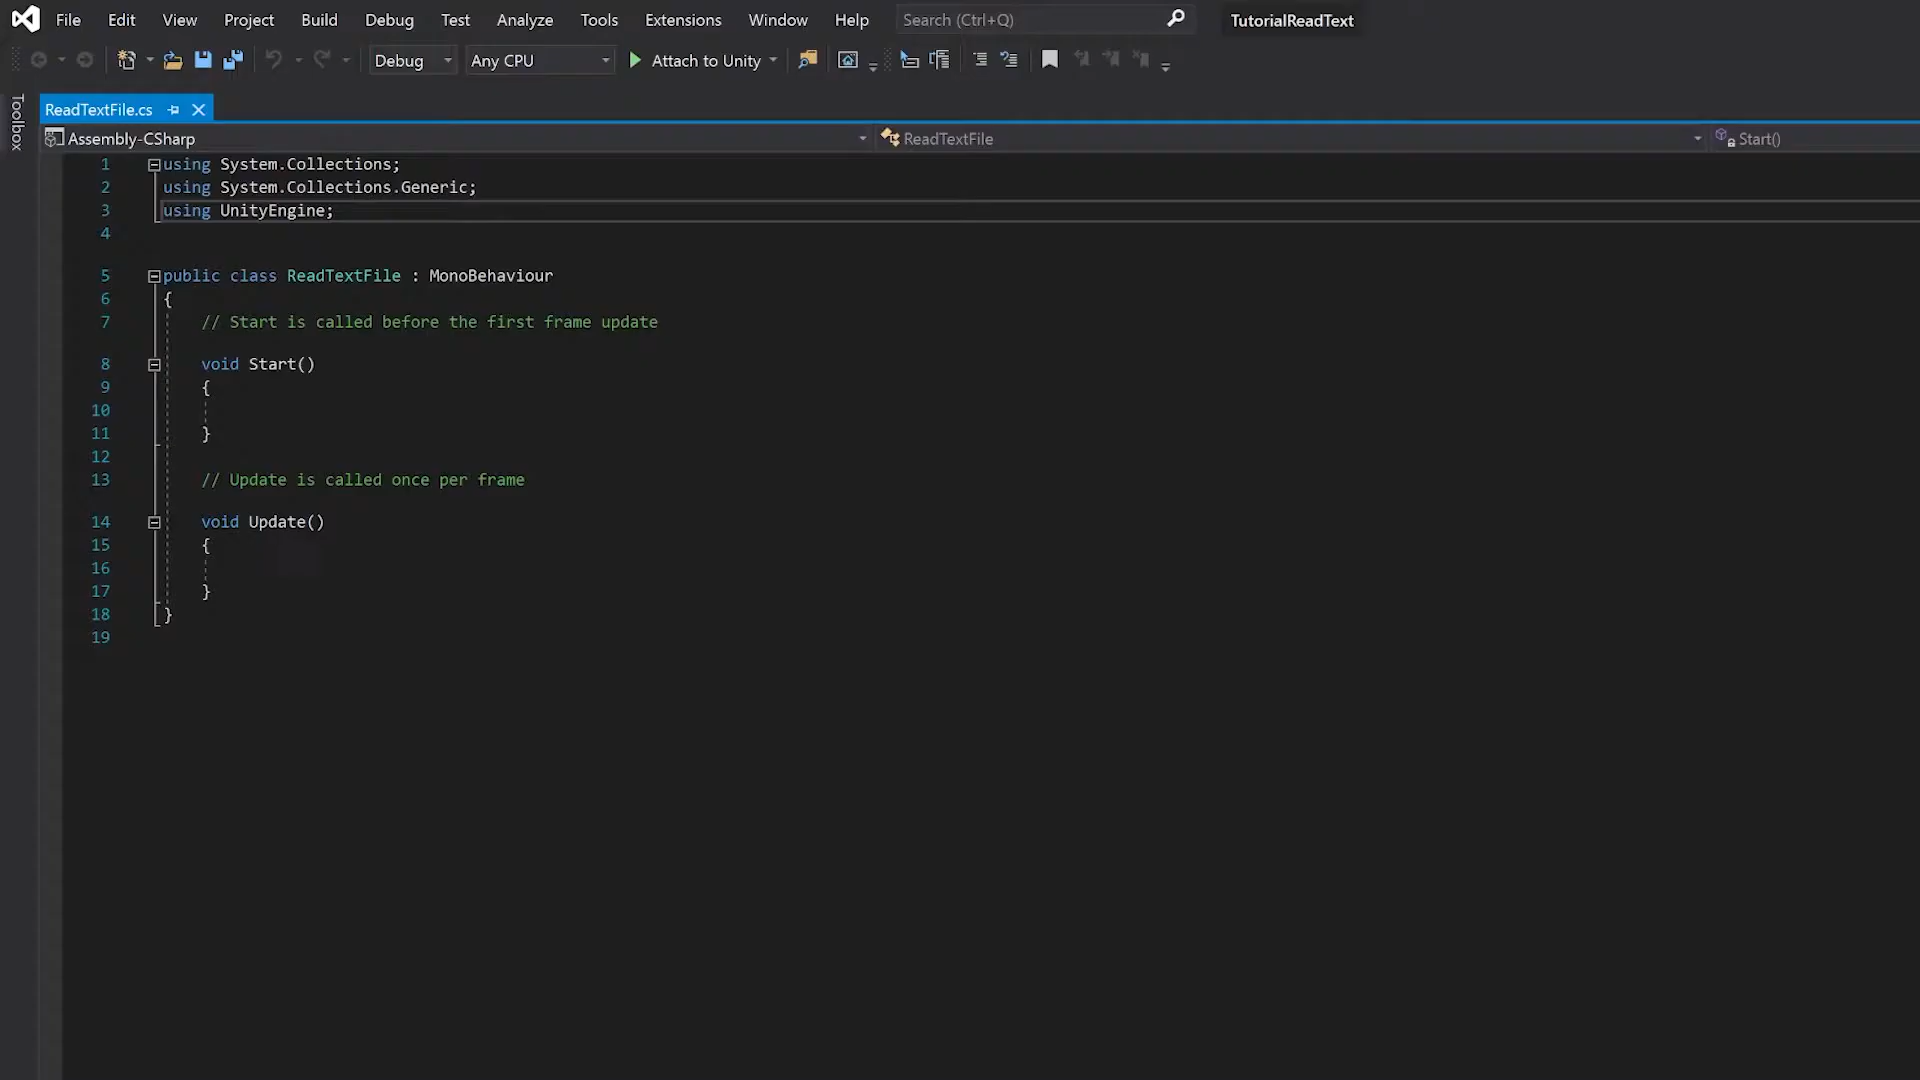 File Edit View Project Build Debug Test Analyze Tools Extensions Window Help Search (Ctrl+Q) TutorialReadText
Debug Any CPU Attach to Unity
Toolbox
ReadTextFile.cs
Assembly-CSharp ReadTextFile Start()
1 using System.Collections;
2 using System.Collections.Generic;
3 using UnityEngine;
4
5 public class ReadTextFile : MonoBehaviour
6 {
7 // Start is called before the first frame update
8 void Start()
9 {
10
11 }
12
13 // Update is called once per frame
14 void Update()
15 {
16
17 }
18 }
19